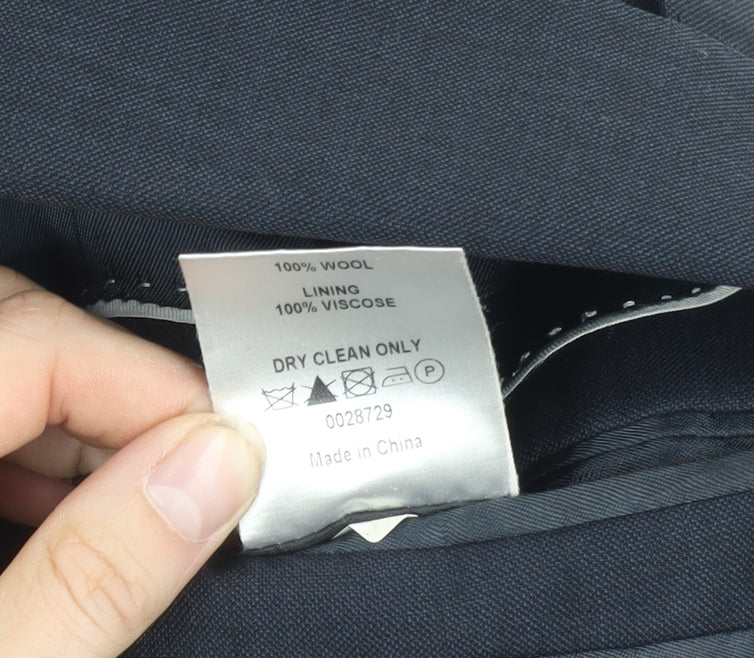 100% WOOL
LINING
100% VISCOSE
DRY CLEAN ONLY
P
0028729
Made in China